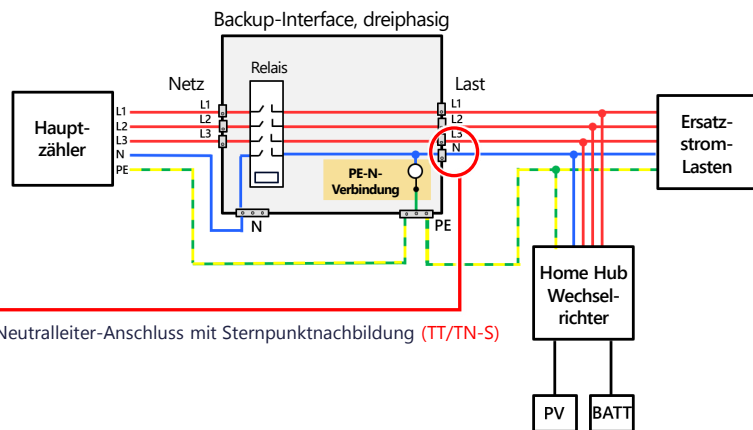 Backup-Interface, dreiphasig
Relais
Netz
Last
L1
L2
L3
N
PE
L1
L2
L3
L1
L2
L3
N
Haupt-
zähler
Ersatz-
strom-
Lasten
PE-N-
Verbindung
N
PE
Home Hub
Wechsel-
richter
Neutralleiter-Anschluss mit Sternpunktnachbildung (TT/TN-S)
PV
BATT